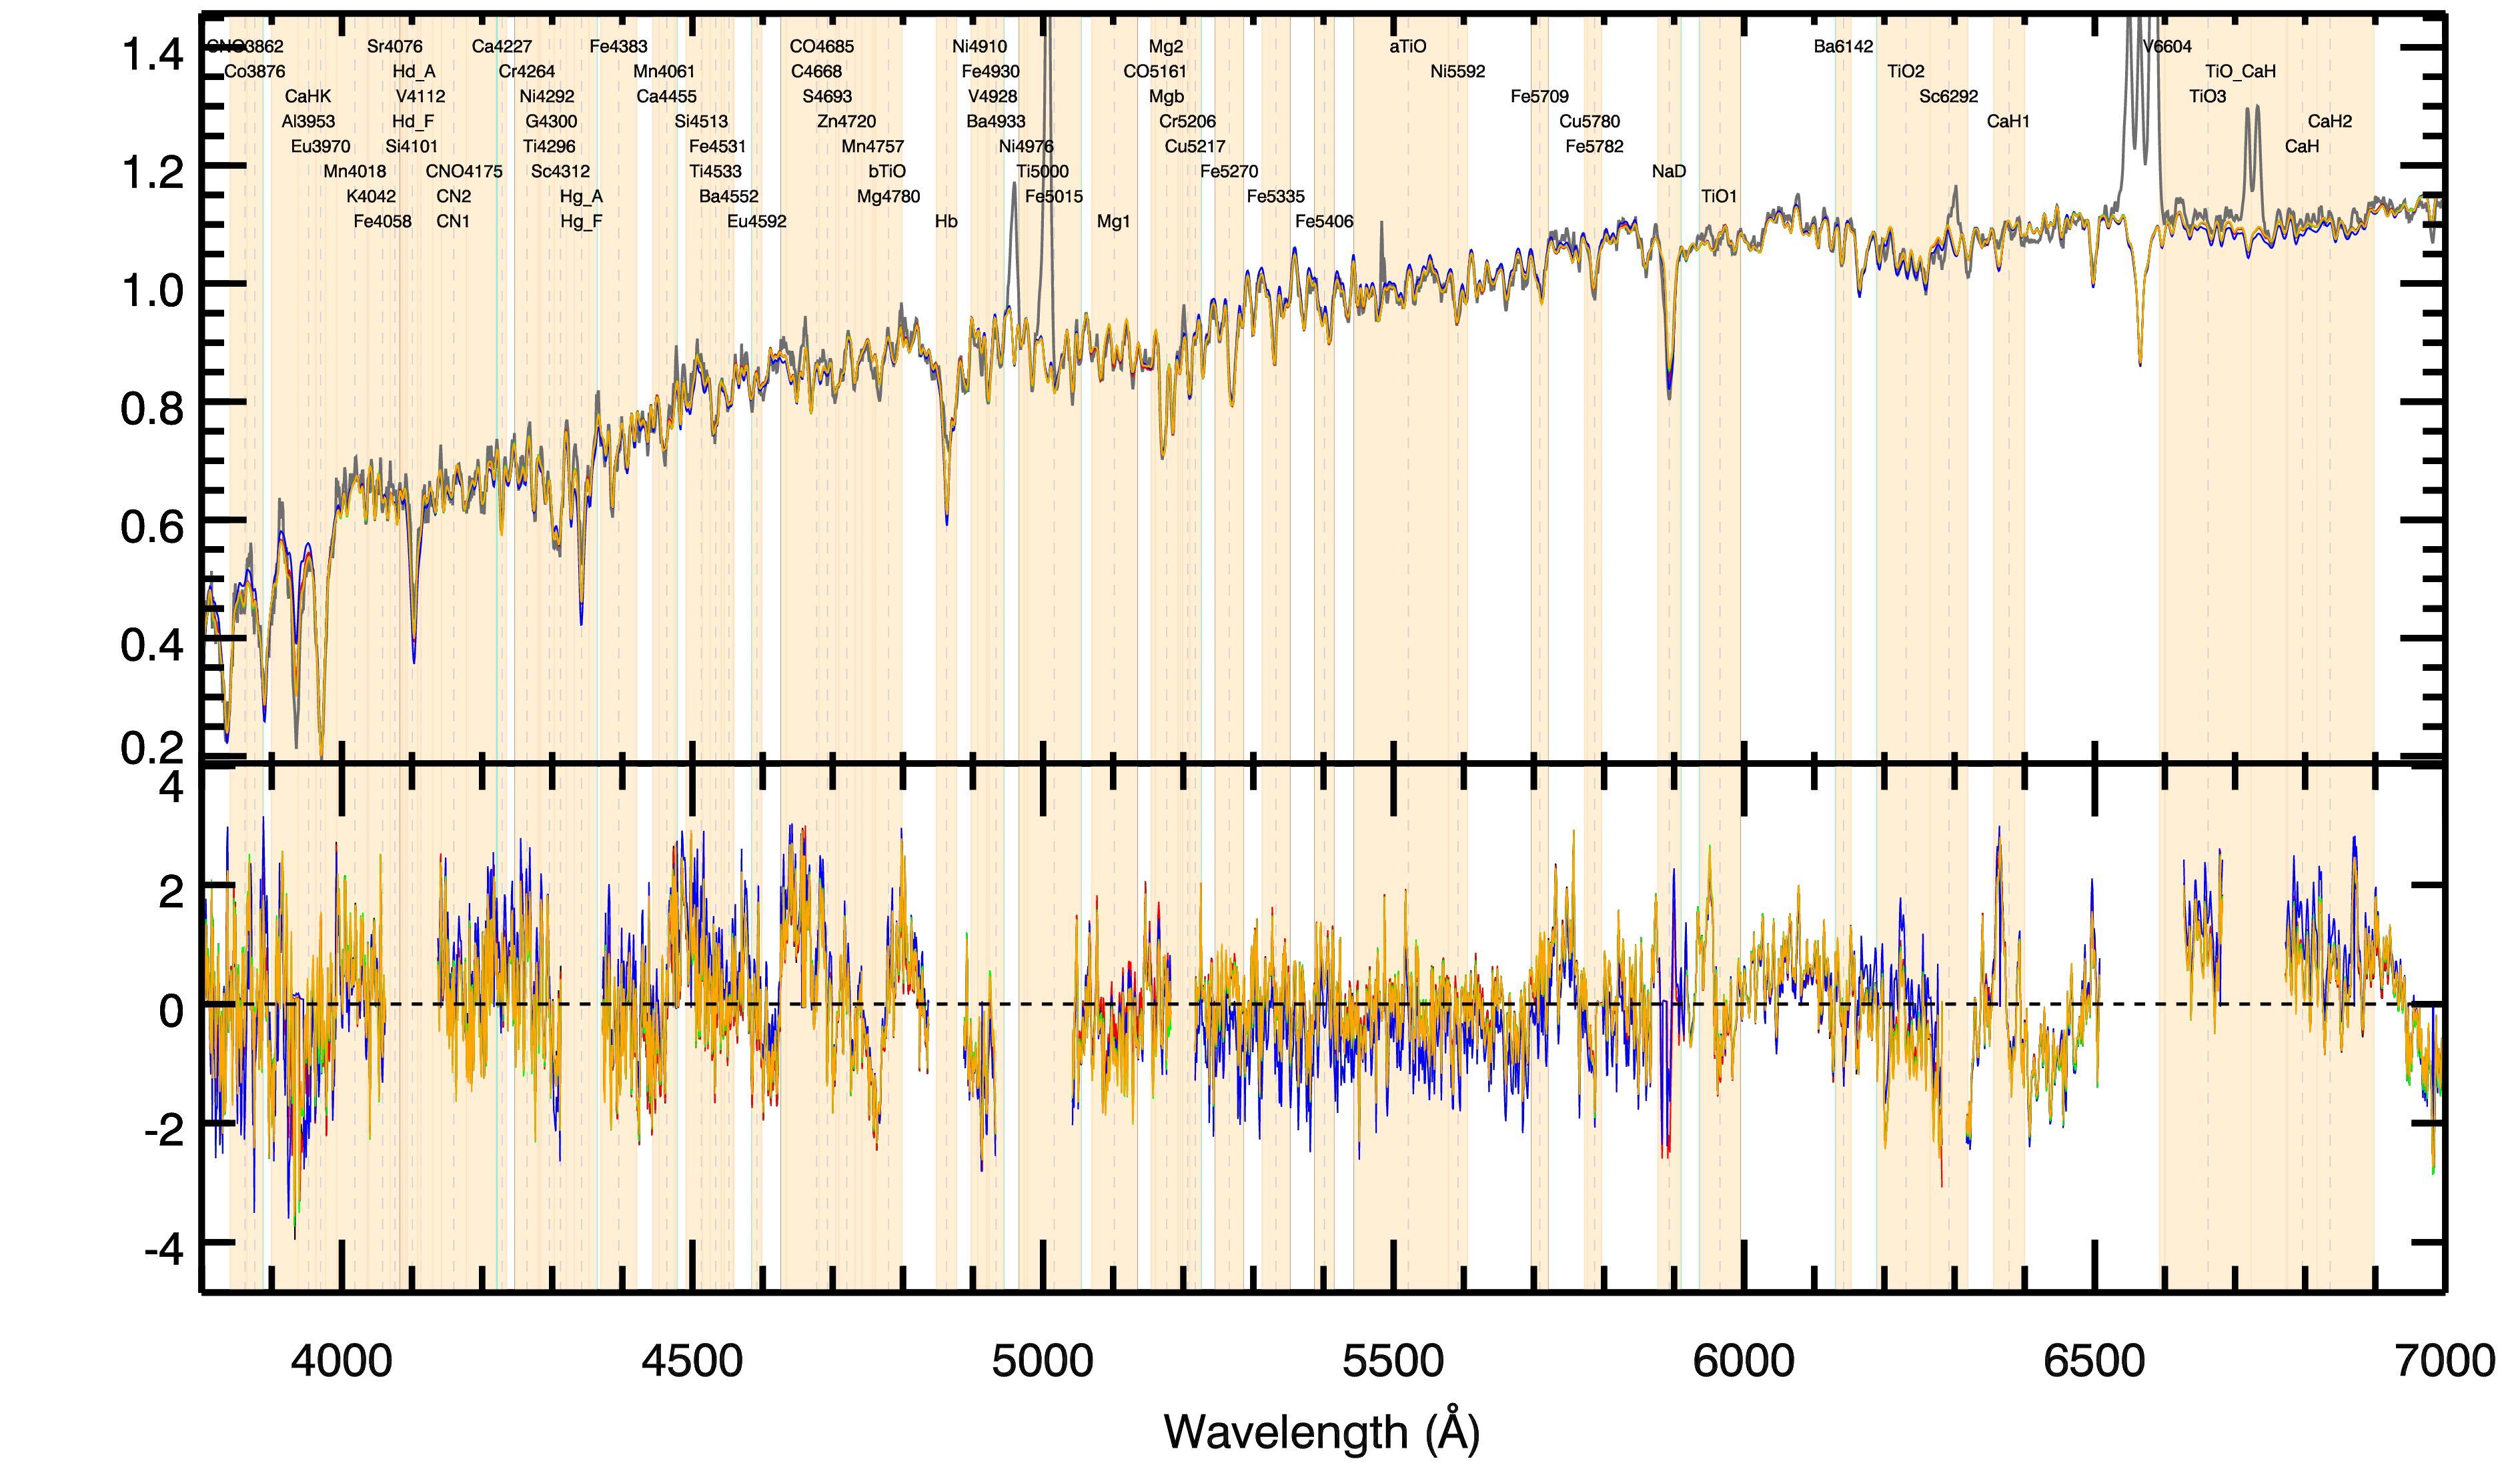 1.4
CNO3862 Sr4076 Ca4227 Fe4383 CO4685 Ni4910 Mg2 aTiO Ba6142 V6604
Co3876 Hd_A Cr4264 Mn4061 C4668 Fe4930 CO5161 Ni5592 TiO2 TiO_CaH
CaHK V4112 Ni4292 Ca4455 S4693 V4928 Mgb Fe5709 Sc6292 TiO3
Al3953 Hd_F G4300 Si4513 Zn4720 Ba4933 Cr5206 Cu5780 CaH1 CaH2
Eu3970 Si4101 Ti4296 Fe4531 Mn4757 Ni4976 Cu5217 Fe5782 CaH
1.2
Mn4018 CNO4175 Sc4312 Ti4533 bTiO Ti5000 Fe5270 NaD
K4042 CN2 Hg_A Ba4552 Mg4780 Fe5015 Fe5335 TiO1
Fe4058 CN1 Hg_F Eu4592 Hb Mg1 Fe5406
1.0
0.8
0.6
0.4
0.2
4
2
0
-2
-4
4000 4500 5000 5500 6000 6500 7000
Wavelength (Å)